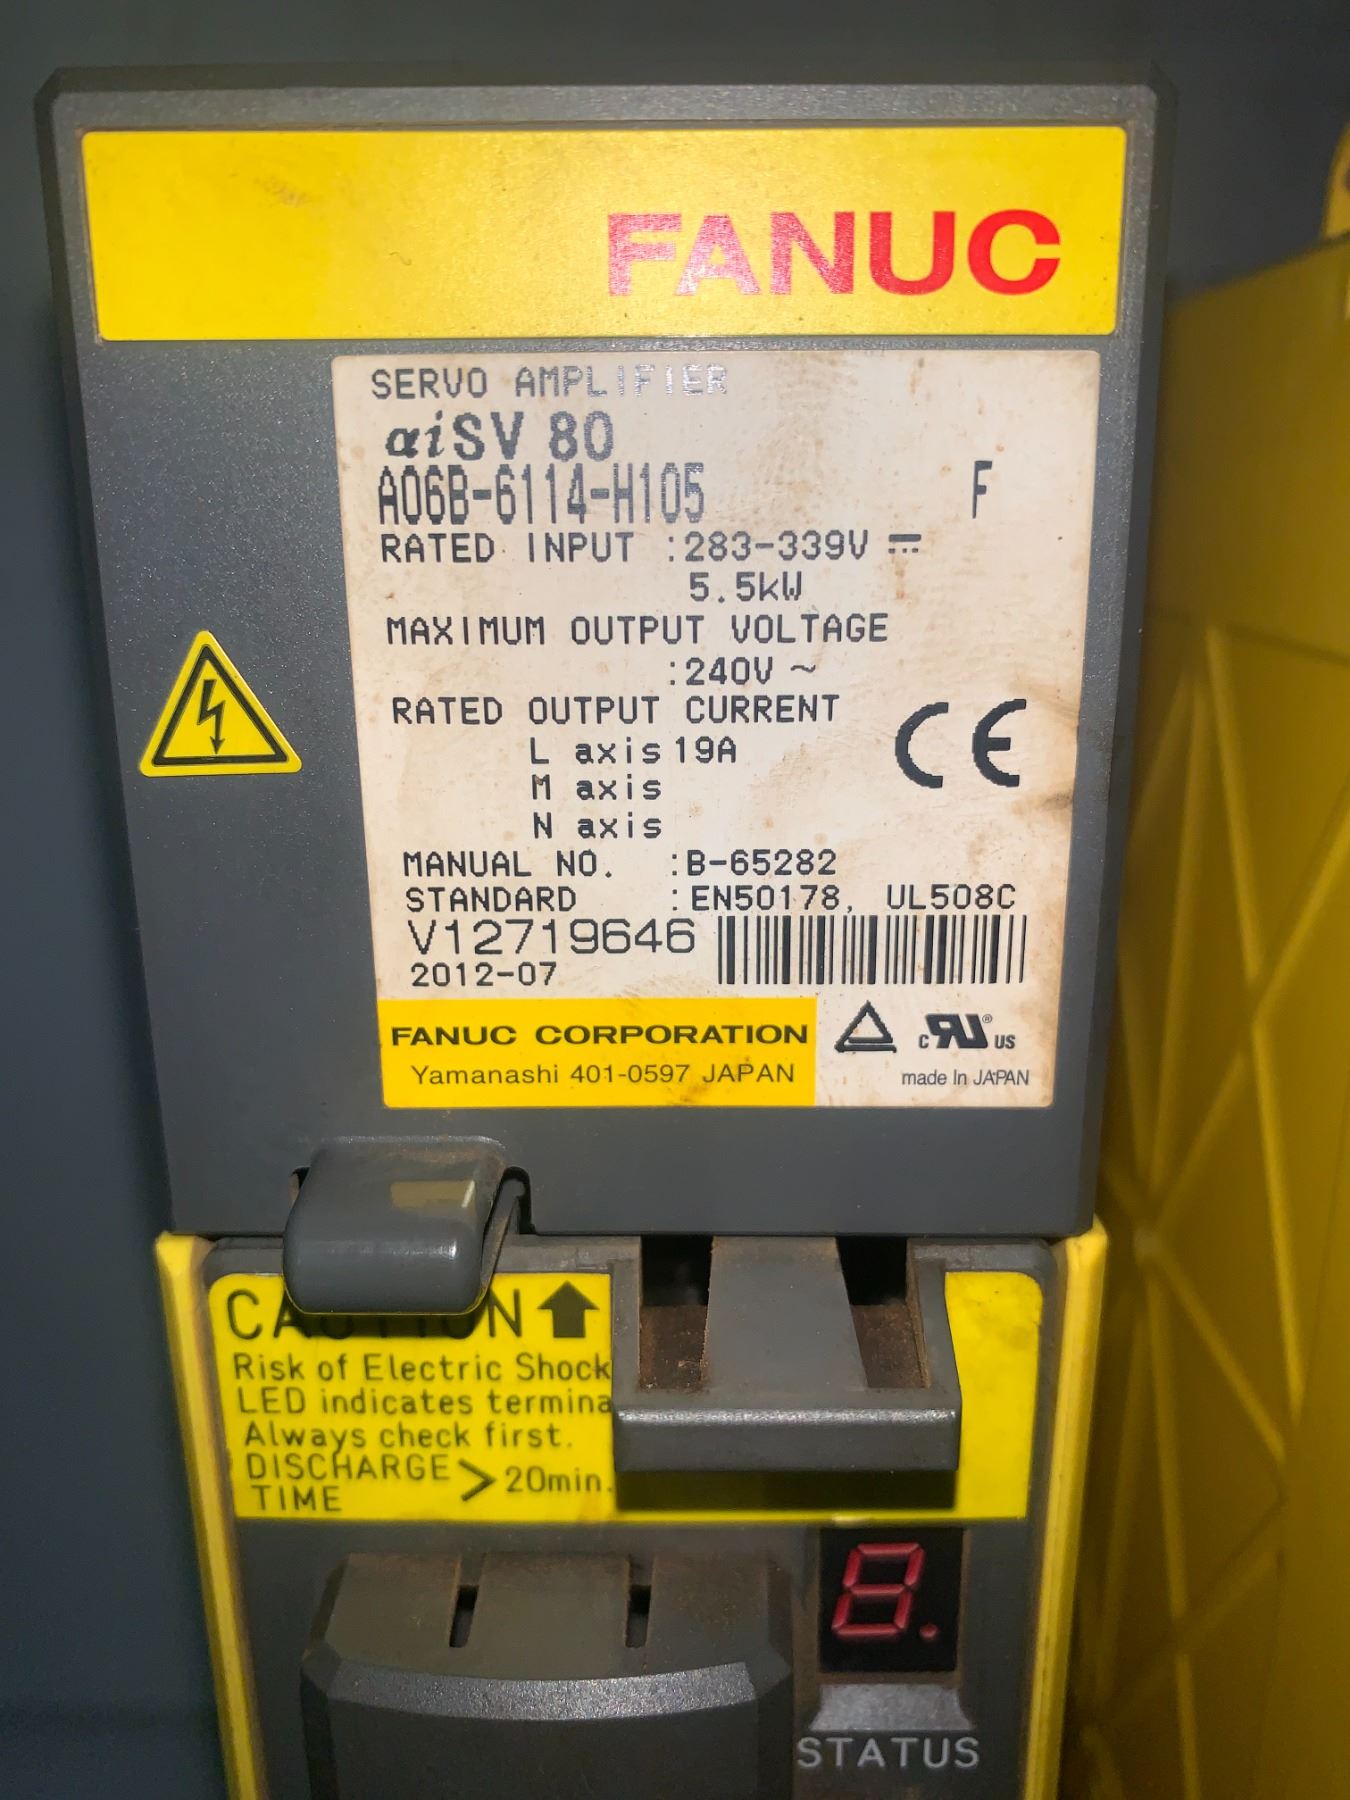 FANUC
SERVO AMPLIFIER
αiSV 80
A06B-6114-H105 F
RATED INPUT :283-339V ⎓
5.5kW
MAXIMUM OUTPUT VOLTAGE
:240V ~
RATED OUTPUT CURRENT
L axis 19A
M axis
N axis
CE
MANUAL NO. :B-65282
STANDARD :EN50178, UL508C
V12719646
2012-07
FANUC CORPORATION
Yamanashi 401-0597 JAPAN
c RU ® US
made in JAPAN
Risk of Electric Shock
LED indicates
Always check first.
DISCHARGE TIME > 20min.
8.
STATUS